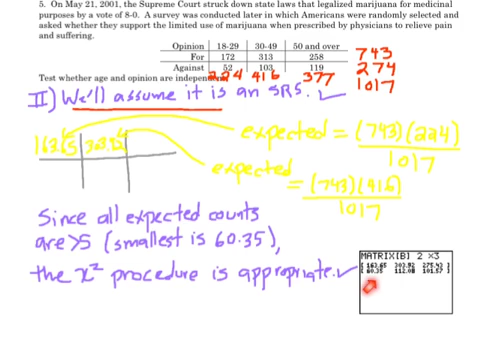 5. On May 21, 2001, the Supreme Court struck down state laws that legalized marijuana for medicinal
purposes by a vote of 8-0. A survey was conducted later in which Americans were randomly selected and
asked whether they support the limited use of marijuana when prescribed by physicians to relieve pain
and suffering.
Opinion 18-29 30-49 50 and over
For 172 313 258 743
Against 52 103 119 274
224 416 377 1017
Test whether age and opinion are indepen
II) We'll assume it is an SRS. ✓
163.65 303.92
expected = (743)(224)
1017
expected
= (743)(416)
1017
Since all expected counts
are >5 (smallest is 60.35),
the x² procedure is appropriate. ✓
MATRIX[B] 2 ×3
[ 163.65 303.92 275.43 ]
[ 60.35 112.08 101.57 ]